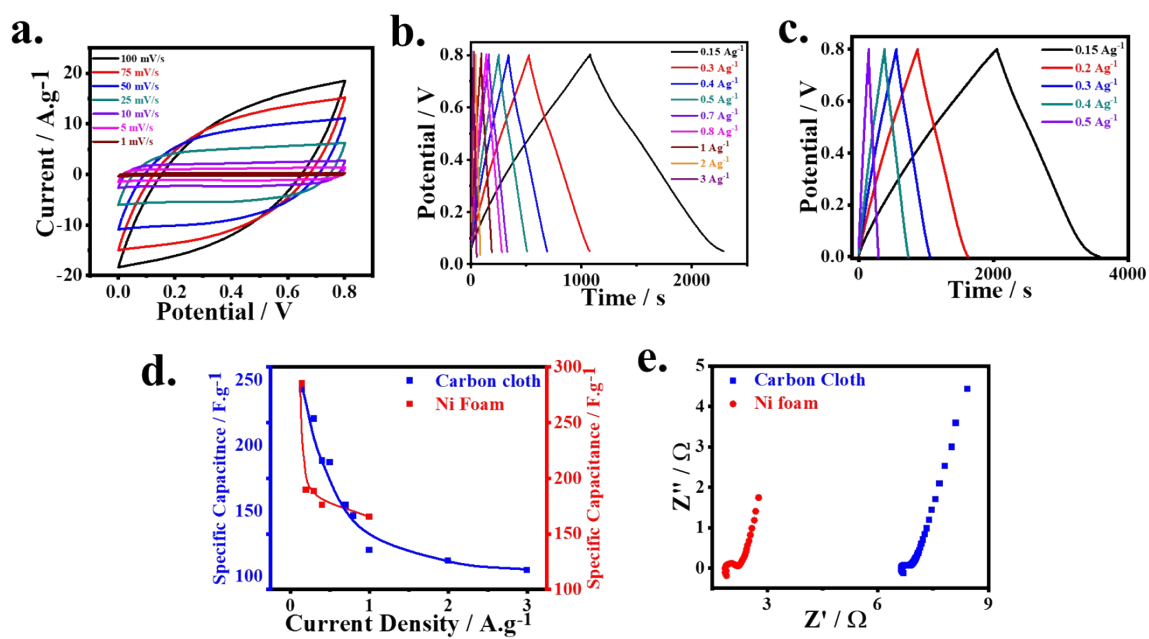 a.
100 mV/s
75 mV/s
50 mV/s
25 mV/s
10 mV/s
5 mV/s
1 mV/s
20
10
0
-10
-20
Current / A.g-1
0.0 0.2 0.4 0.6 0.8
Potential / V
b.
0.15 Ag-1
0.3 Ag-1
0.4 Ag-1
0.5 Ag-1
0.7 Ag-1
0.8 Ag-1
1 Ag-1
2 Ag-1
3 Ag-1
0.8
0.6
0.4
0.2
0.0
Potential / V
0 1000 2000
Time / s
c.
0.15 Ag-1
0.2 Ag-1
0.3 Ag-1
0.4 Ag-1
0.5 Ag-1
0.8
0.6
0.4
0.2
0.0
Potential / V
0 2000 4000
Time / s
d.
Carbon cloth
Ni Foam
250
200
150
100
Specific Capacitnce / F.g-1
300
250
200
150
100
Specific Capacitance / F.g-1
0 1 2 3
Current Density / A.g-1
e.
Carbon Cloth
Ni foam
5
4
3
2
1
0
Z'' / Ω
3 6 9
Z' / Ω